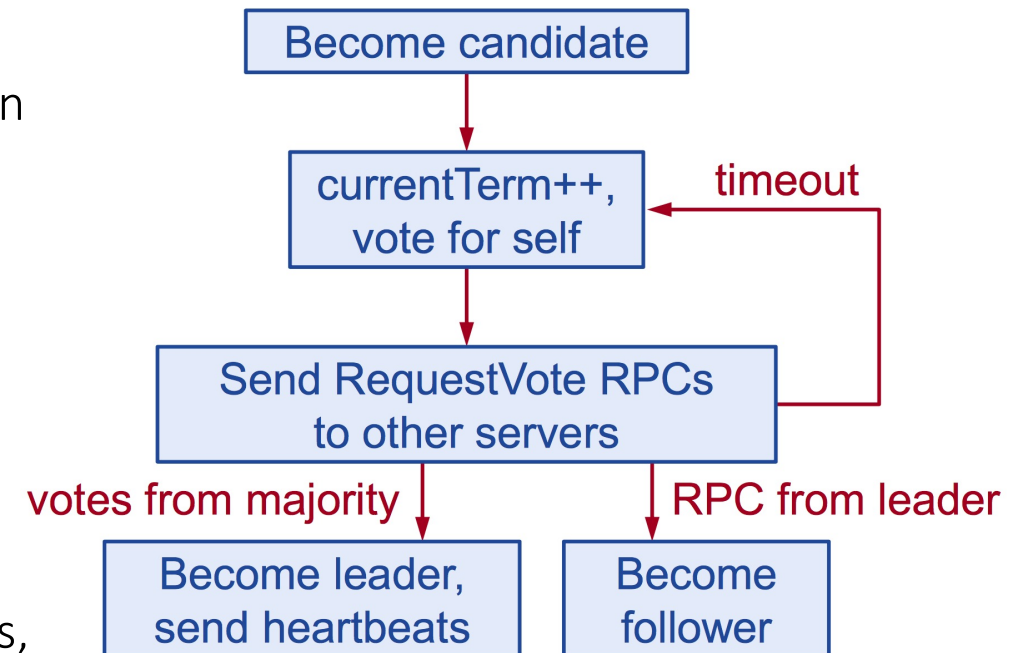 Become candidate
n
currentTerm++,
vote for self
timeout
Send RequestVote RPCs
to other servers
votes from majority
RPC from leader
Become leader,
send heartbeats
Become
follower
s,